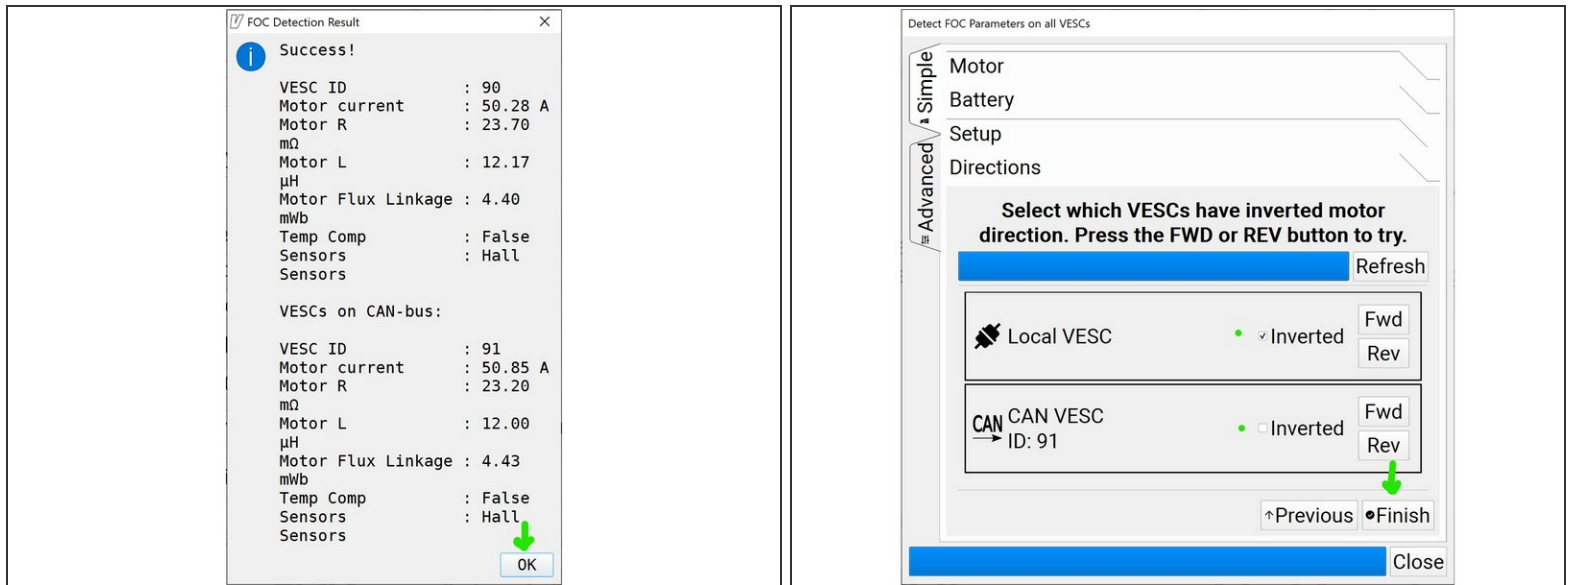 FOC Detection Result
Success!
VESC ID : 90
Motor current : 50.28 A
Motor R : 23.70
mΩ
Motor L : 12.17
µH
Motor Flux Linkage : 4.40
mWb
Temp Comp : False
Sensors : Hall
Sensors
VESCs on CAN-bus:
VESC ID : 91
Motor current : 50.85 A
Motor R : 23.20
mΩ
Motor L : 12.00
µH
Motor Flux Linkage : 4.43
mWb
Temp Comp : False
Sensors : Hall
Sensors
OK
Detect FOC Parameters on all VESCs
Simple
Advanced
Motor
Battery
Setup
Directions
Select which VESCs have inverted motor
direction. Press the FWD or REV button to try.
Refresh
Local VESC
Inverted
Fwd
Rev
CAN
CAN VESC
ID: 91
Inverted
Fwd
Rev
Previous
Finish
Close